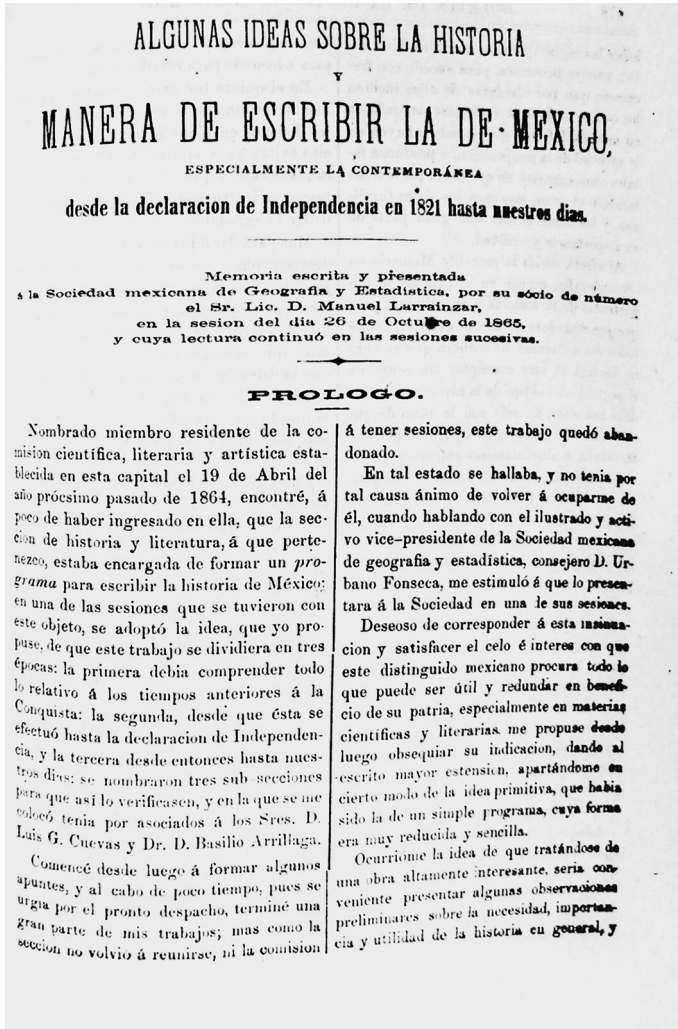 ALGUNAS IDEAS SOBRE LA HISTORIA
Y
MANERA DE ESCRIBIR LA DE MEXICO,
ESPECIALMENTE LA CONTEMPORÁNEA
desde la declaracion de Independencia en 1821 hasta nuestros dias.
Memoria escrita y presentada
á la Sociedad mexicana de Geografia y Estadística, por su sócio de número
el Sr. Lic. D. Manuel Larrainzar,
en la sesion del dia 26 de Octubre de 1865,
y cuya lectura continuó en las sesiones sucesivas.
PROLOGO.
Nombrado miembro residente de la co-
mision científica, literaria y artística esta-
blecida en esta capital el 19 de Abril del
año prócsimo pasado de 1864, encontré, á
poco de haber ingresado en ella, que la sec-
cion de historia y literatura, á que perte-
nezco, estaba encargada de formar un pro-
grama para escribir la historia de México:
en una de las sesiones que se tuvieron con
este objeto, se adoptó la idea, que yo pro-
puse, de que este trabajo se dividiera en tres
épocas: la primera debia comprender todo
lo relativo á los tiempos anteriores á la
Conquista: la segunda, desde que ésta se
efectuó hasta la declaracion de Independen-
cia, y la tercera desde entonces hasta nues-
tros dias: se nombraron tres sub-secciones
para que así lo verificasen, y en la que se me
colocó tenia por asociados á los Sres. D.
Luis G. Cuevas y Dr. D. Basilio Arrillaga.
Comencé desde luego á formar algunos
apuntes, y al cabo de poco tiempo, pues se
urgia por el pronto despacho, terminé una
gran parte de mis trabajos; mas como la
seccion no volvió á reunirse, ni la comision
á tener sesiones, este trabajo quedó aban-
donado.
En tal estado se hallaba, y no tenia por
tal causa ánimo de volver á ocuparme de
él, cuando hablando con el ilustrado y acti-
vo vice-presidente de la Sociedad mexicana
de geografia y estadística, consejero D. Ur-
bano Fonseca, me estimuló á que lo presen-
tara á la Sociedad en una de sus sesiones.
Deseoso de corresponder á esta insinua-
cion y satisfacer el celo é interes con que
este distinguido mexicano procura todo lo
que puede ser útil y redundar en benefi-
cio de su patria, especialmente en materias
científicas y literarias, me propuse desde
luego obsequiar su indicacion, dando al
escrito mayor estension, apartándome en
cierto modo de la idea primitiva, que habia
sido la de un simple programa, cuya forma
era muy reducida y sencilla.
Ocurrióme la idea de que tratándose de
una obra altamente interesante, seria con-
veniente presentar algunas observaciones
preliminares sobre la necesidad, importan-
cia y utilidad de la historia en general, y